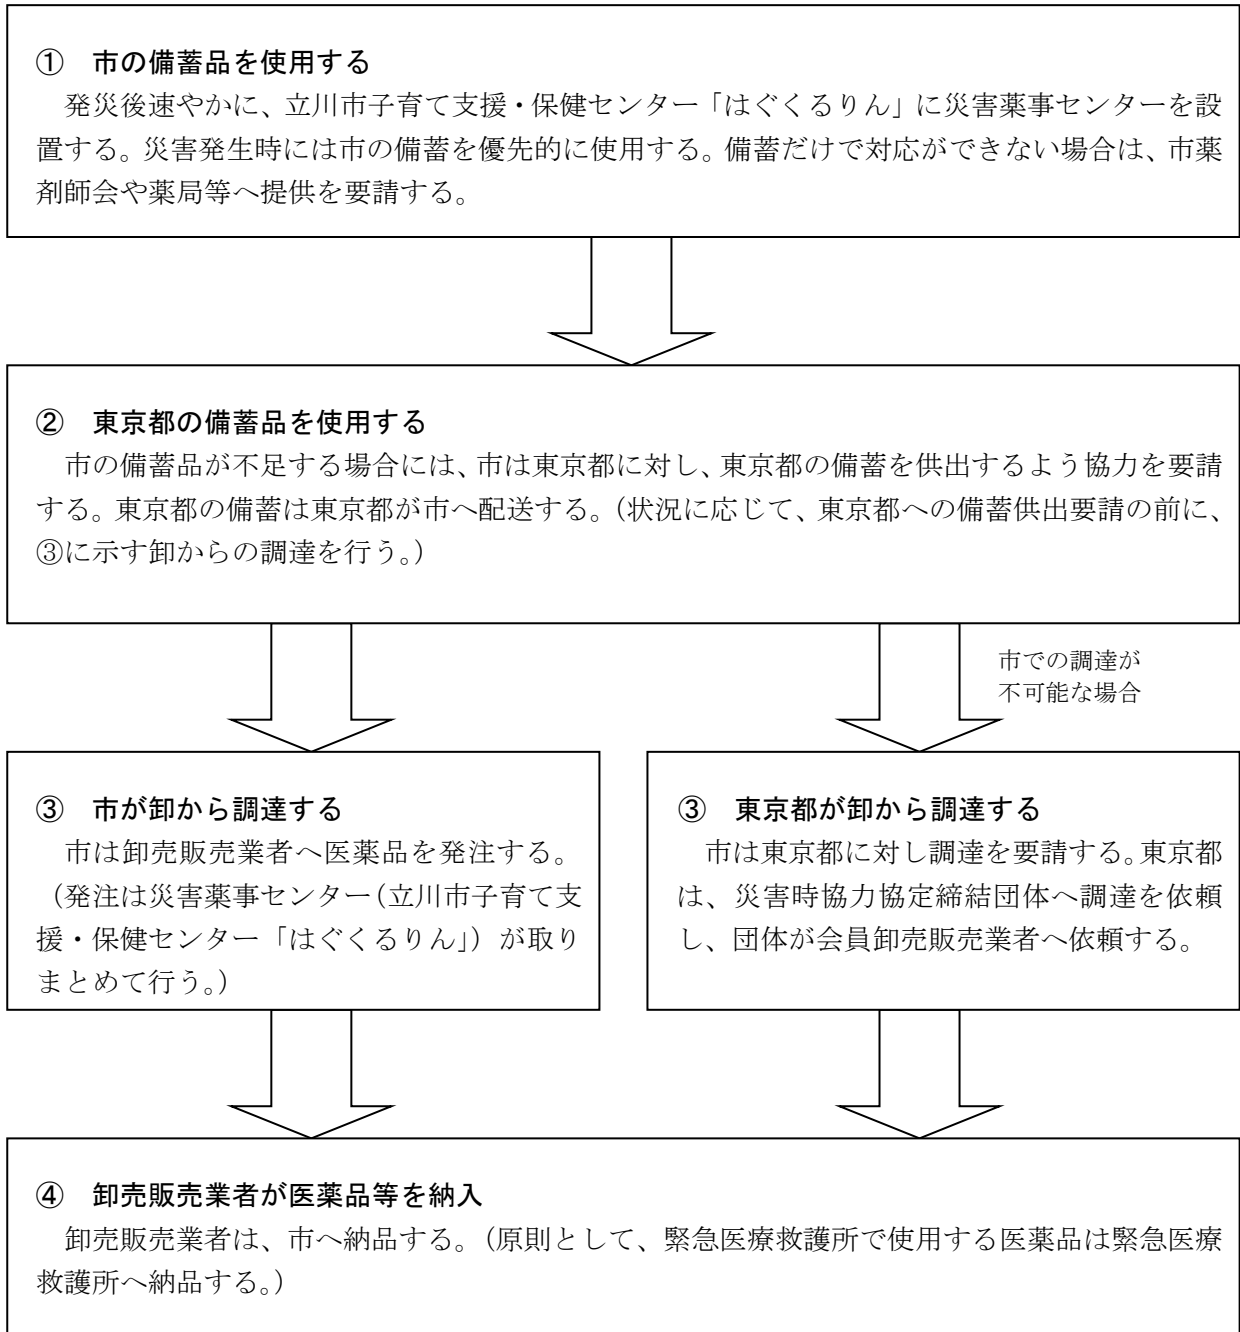 ① 市の備蓄品を使用する
発災後速やかに、立川市子育て支援・保健センター「はぐくるりん」に災害薬事センターを設
置する。災害発生時には市の備蓄を優先的に使用する。備蓄だけで対応ができない場合は、市薬
剤師会や薬局等へ提供を要請する。
② 東京都の備蓄品を使用する
市の備蓄品が不足する場合には、市は東京都に対し、東京都の備蓄を供出するよう協力を要請
する。東京都の備蓄は東京都が市へ配送する。（状況に応じて、東京都への備蓄供出要請の前に、
③に示す卸からの調達を行う。）
市での調達が
不可能な場合
③ 市が卸から調達する
市は卸売販売業者へ医薬品を発注する。
（発注は災害薬事センター（立川市子育て支
援・保健センター「はぐくるりん」）が取り
まとめて行う。）
③ 東京都が卸から調達する
市は東京都に対し調達を要請する。東京都
は、災害時協力協定締結団体へ調達を依頼
し、団体が会員卸売販売業者へ依頼する。
④ 卸売販売業者が医薬品等を納入
卸売販売業者は、市へ納品する。（原則として、緊急医療救護所で使用する医薬品は緊急医療
救護所へ納品する。）